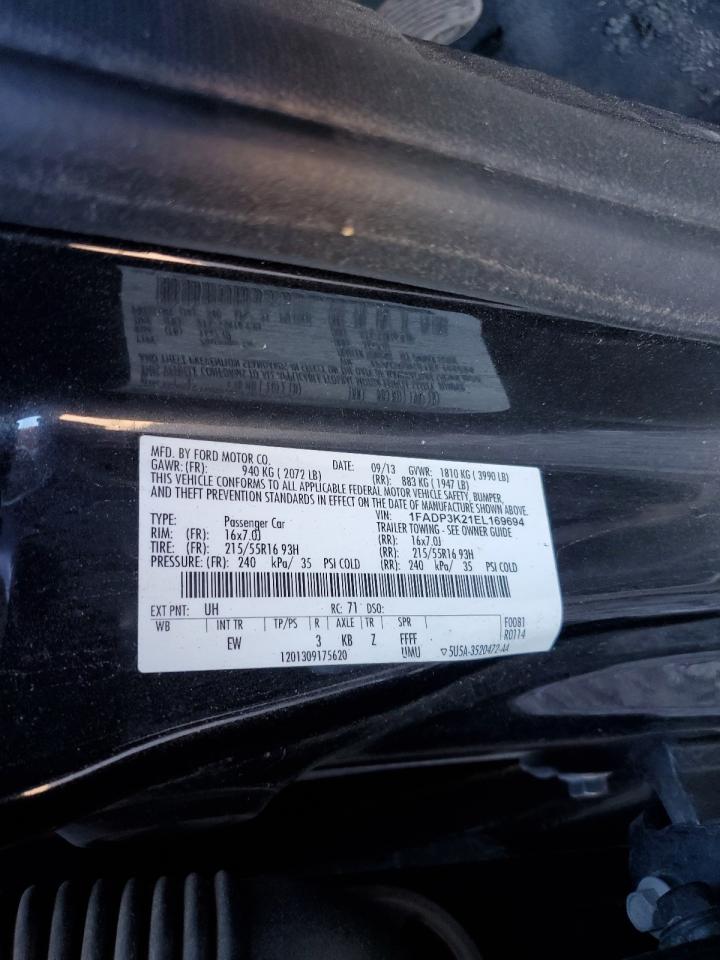 MFD. BY FORD MOTOR CO. DATE: 09/13 GVWR: 1810 KG ( 3990 LB)
GAWR: (FR): 940 KG ( 2072 LB) (RR): 883 KG ( 1947 LB)
THIS VEHICLE CONFORMS TO ALL APPLICABLE FEDERAL MOTOR VEHICLE SAFETY, BUMPER,
AND THEFT PREVENTION STANDARDS IN EFFECT ON THE DATE OF MANUFACTURE SHOWN ABOVE.
VIN: 1FADP3K21EL169694
TYPE: Passenger Car TRAILER TOWING - SEE OWNER GUIDE
RIM: (FR): 16x7.0J (RR): 16x7.0J
TIRE: (FR): 215/55R16 93H (RR): 215/55R16 93H
PRESSURE: (FR): 240 kPa/ 35 PSI COLD (RR): 240 kPa/ 35 PSI COLD
EXT PNT: UH RC: 71 DSO:
WB INT TR TP/PS R AXLE TR SPR F0081
EW 3 KB Z FFFF R0114
1201309175620 UMU ▽ 5U5A-3520472-AA